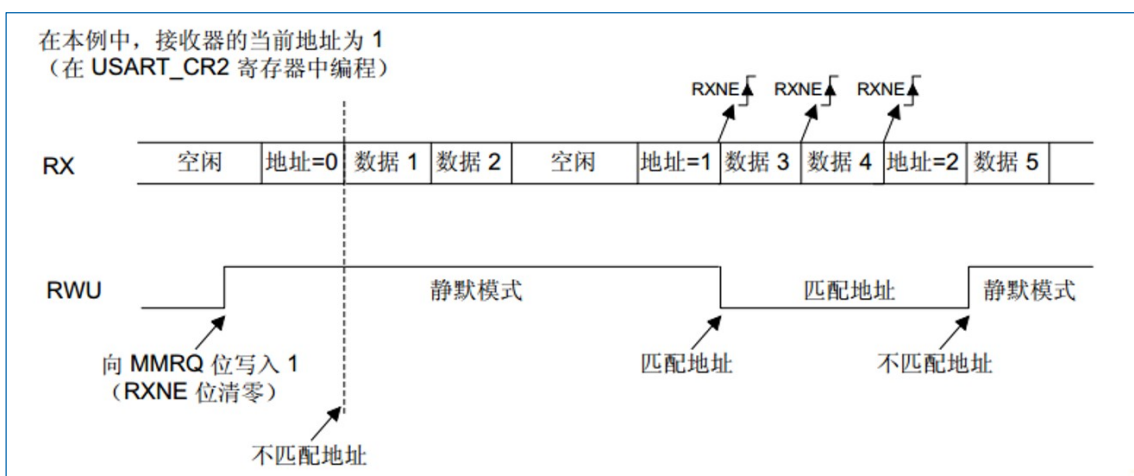 在本例中，接收器的当前地址为 1
（在 USART_CR2 寄存器中编程）
RXNE RXNE RXNE
RX 空闲 地址=0 数据 1 数据 2 空闲 地址=1 数据 3 数据 4 地址=2 数据 5
RWU 静默模式 匹配地址 静默模式
向 MMRQ 位写入 1
（RXNE 位清零）
匹配地址 不匹配地址
不匹配地址